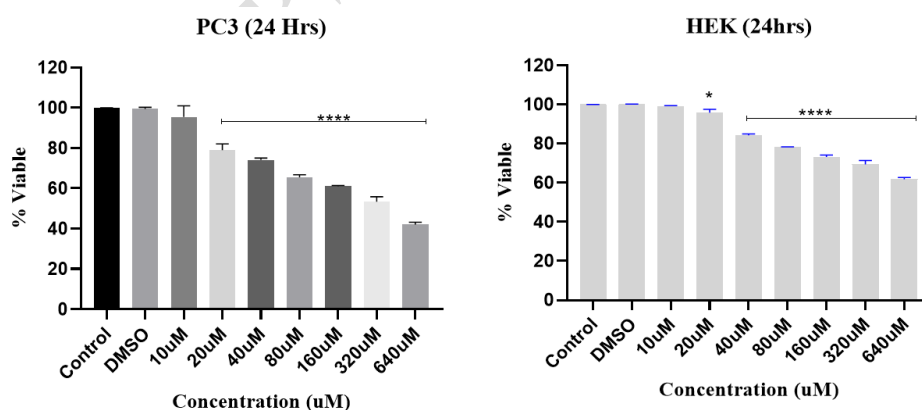 PC3 (24 Hrs)
120
100
80
60
40
20
0
% Viable
****
Control
DMSO
10uM
20uM
40uM
80uM
160uM
320uM
640uM
Concentration (uM)
HEK (24hrs)
120
100
80
60
40
20
0
% Viable
*
****
Control
DMSO
10uM
20uM
40uM
80uM
160uM
320uM
640uM
Concentration (uM)